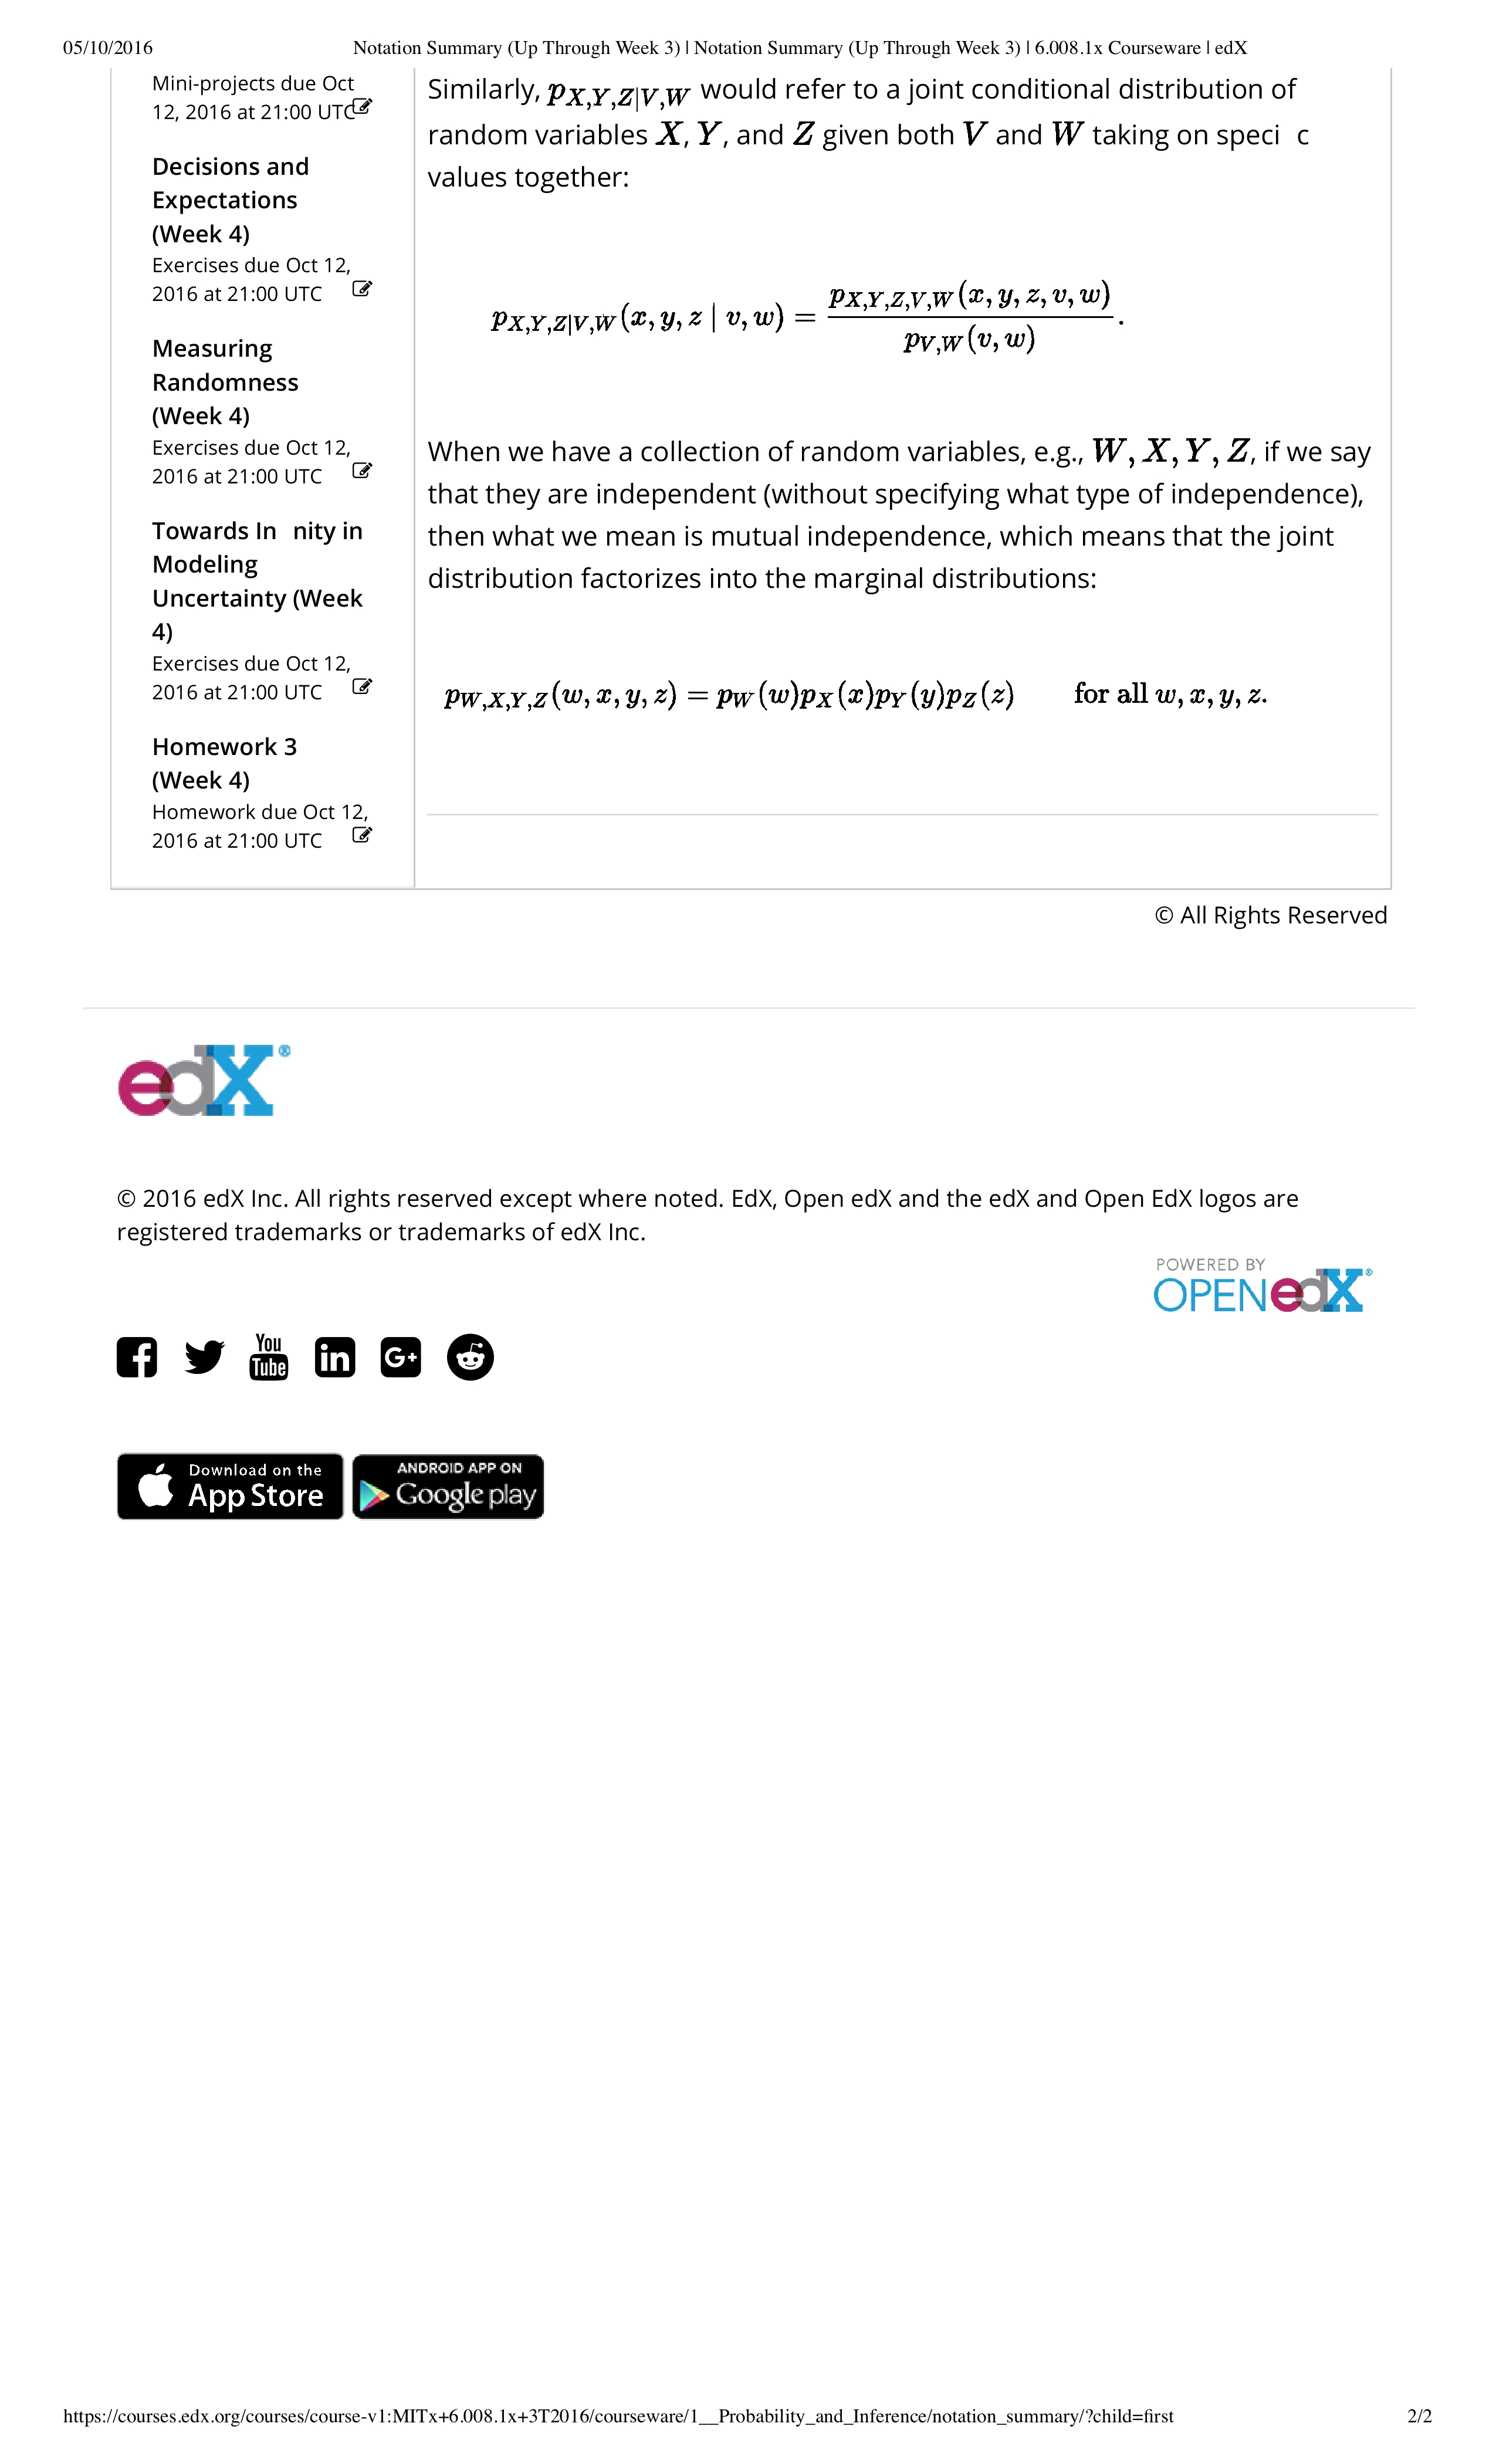 05/10/2016 Notation Summary (Up Through Week 3) | Notation Summary (Up Through Week 3) | 6.008.1x Courseware | edX
Mini-projects due Oct
12, 2016 at 21:00 UTC
Decisions and
Expectations
(Week 4)
Exercises due Oct 12,
2016 at 21:00 UTC
Measuring
Randomness
(Week 4)
Exercises due Oct 12,
2016 at 21:00 UTC
Towards In nity in
Modeling
Uncertainty (Week
4)
Exercises due Oct 12,
2016 at 21:00 UTC
Homework 3
(Week 4)
Homework due Oct 12,
2016 at 21:00 UTC
Similarly, p_{X,Y,Z|V,W} would refer to a joint conditional distribution of
random variables X, Y, and Z given both V and W taking on speci c
values together:
p_{X,Y,Z|V,W}(x, y, z | v, w) = \frac{p_{X,Y,Z,V,W}(x, y, z, v, w)}{p_{V,W}(v, w)}.
When we have a collection of random variables, e.g., W, X, Y, Z, if we say
that they are independent (without specifying what type of independence),
then what we mean is mutual independence, which means that the joint
distribution factorizes into the marginal distributions:
p_{W,X,Y,Z}(w, x, y, z) = p_W(w)p_X(x)p_Y(y)p_Z(z) for all w, x, y, z.
© All Rights Reserved
edX®
© 2016 edX Inc. All rights reserved except where noted. EdX, Open edX and the edX and Open EdX logos are
registered trademarks or trademarks of edX Inc.
POWERED BY
OPEN edX®
You
Tube
in
G+
Download on the
App Store
ANDROID APP ON
Google play
https://courses.edx.org/courses/course-v1:MITx+6.008.1x+3T2016/courseware/1__Probability_and_Inference/notation_summary/?child=first 2/2